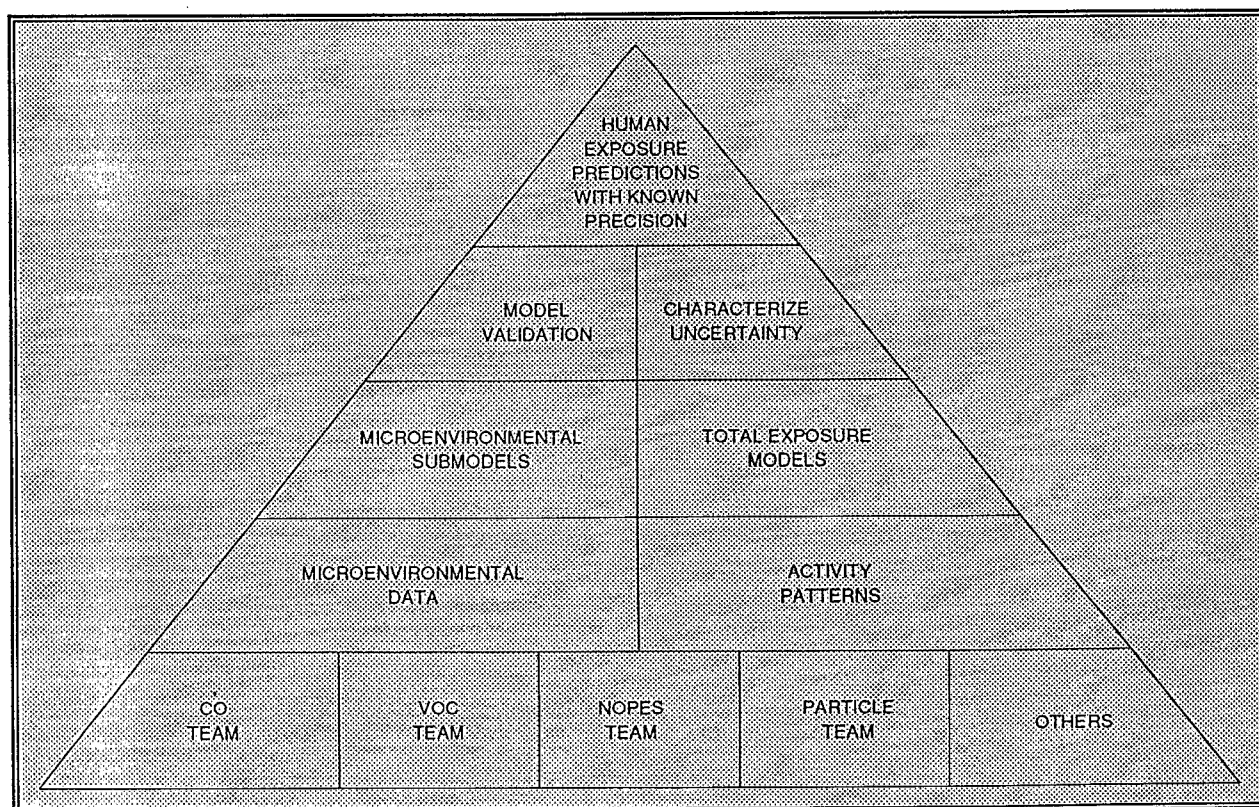 HUMAN
EXPOSURE
PREDICTIONS
WITH KNOWN
PRECISION
MODEL
VALIDATION
CHARACTERIZE
UNCERTAINTY
MICROENVIRONMENTAL
SUBMODELS
TOTAL EXPOSURE
MODELS
MICROENVIRONMENTAL
DATA
ACTIVITY
PATTERNS
CO
TEAM
VOC
TEAM
NOPES
TEAM
PARTICLE
TEAM
OTHERS